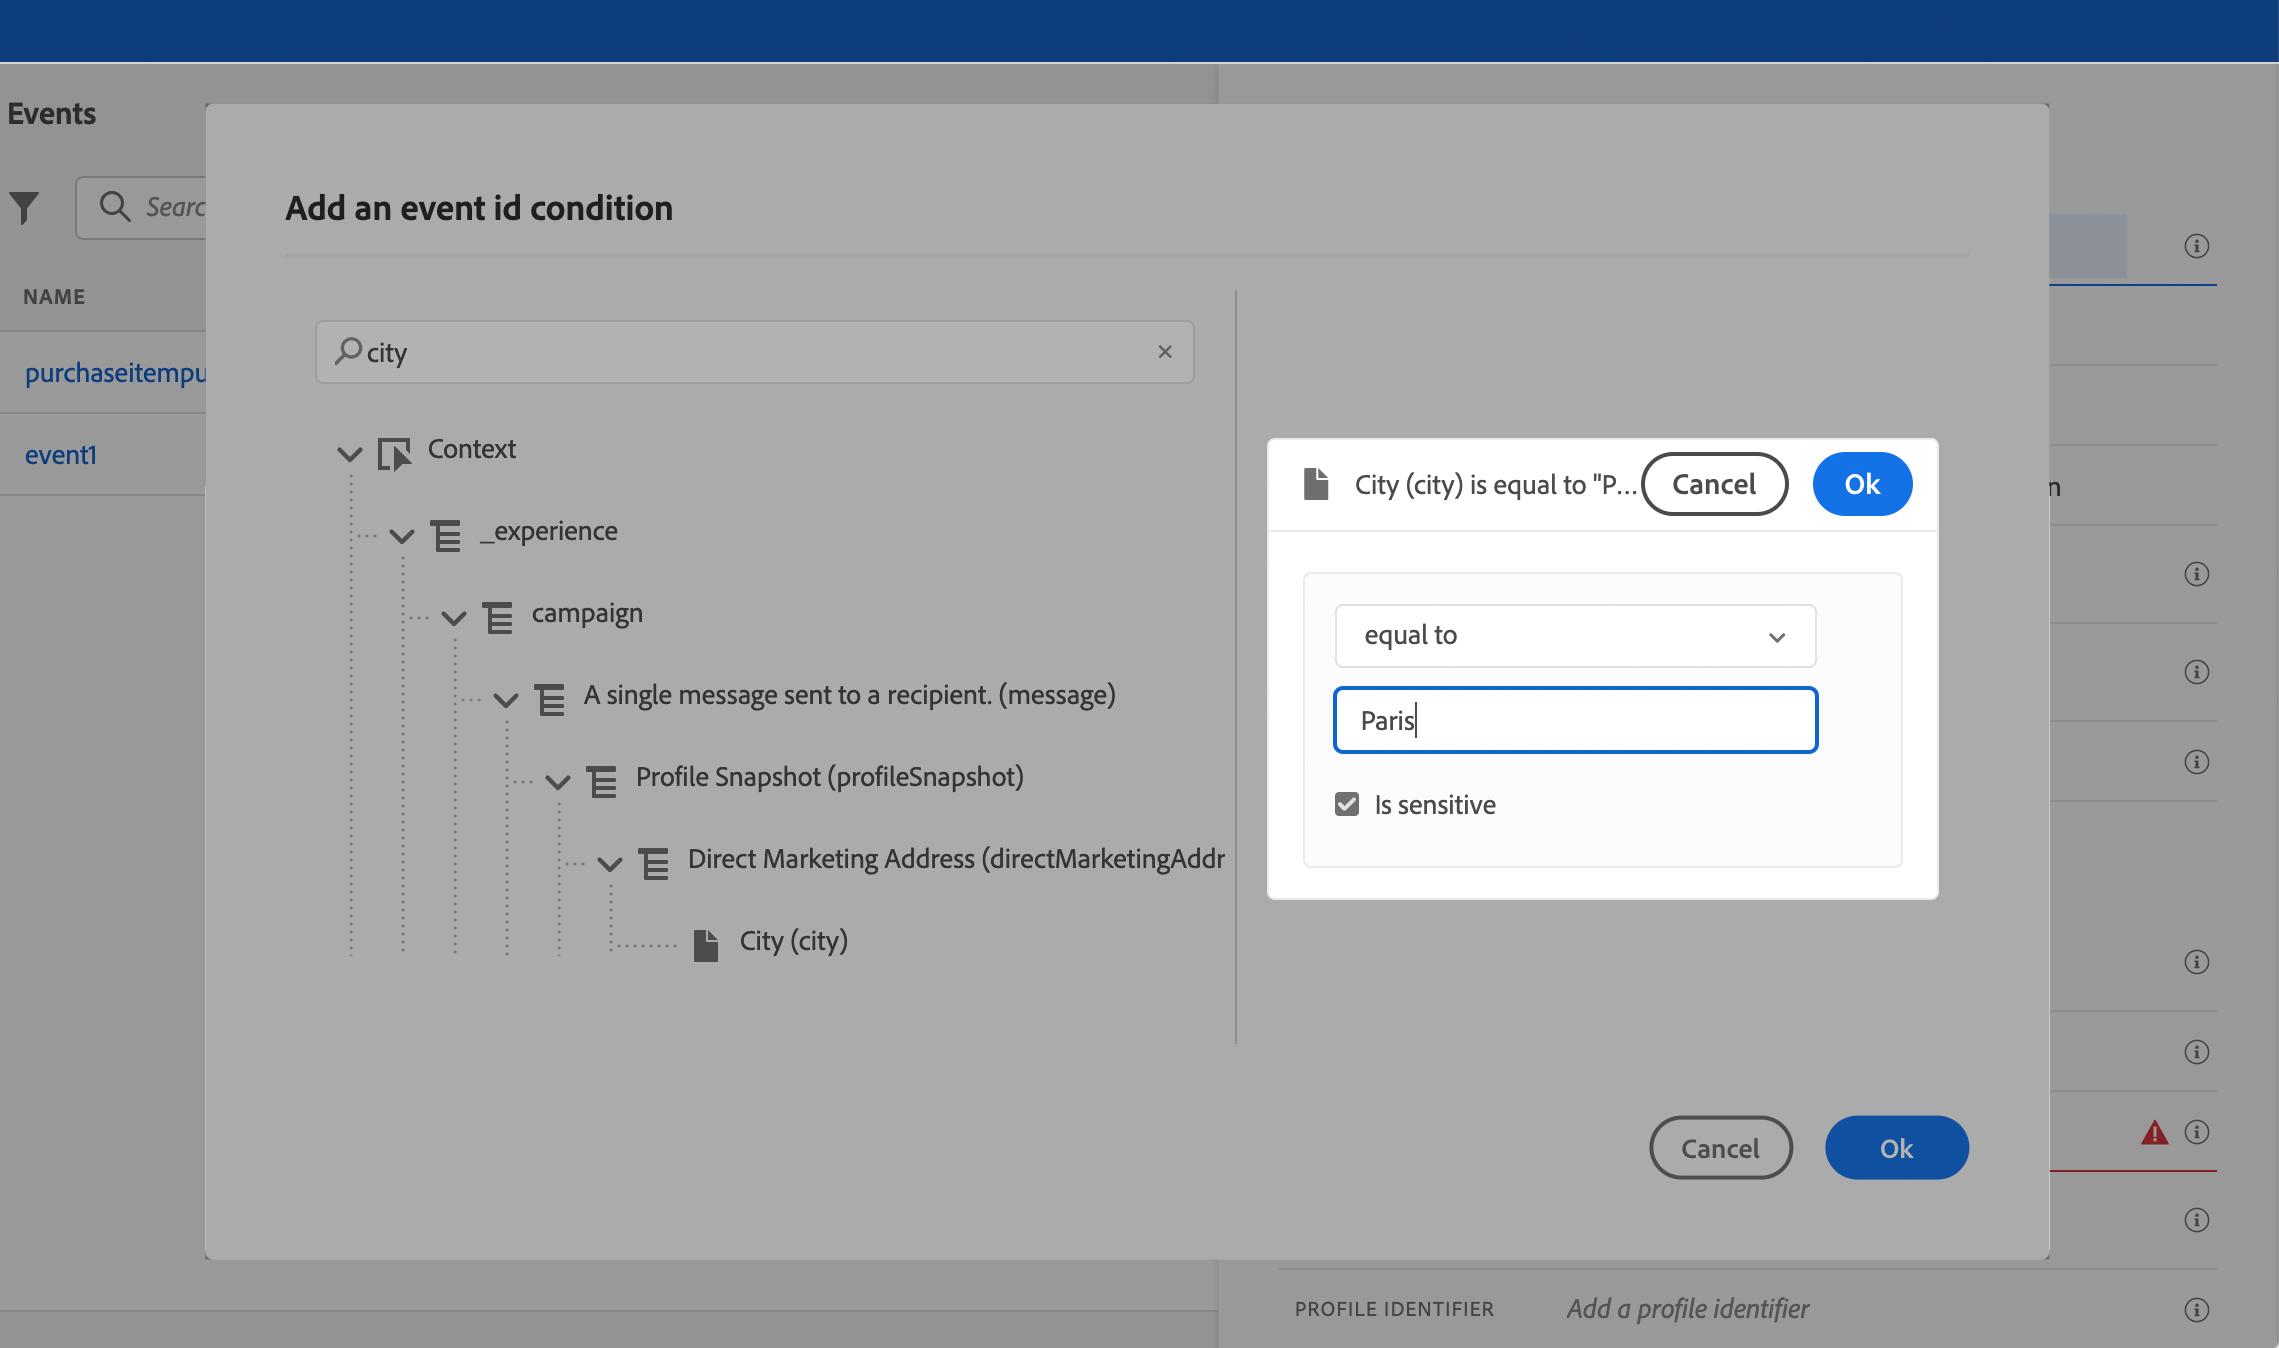 Events
Searc
NAME
purchaseitempu
event1
Add an event id condition
city
Context
_experience
campaign
A single message sent to a recipient. (message)
Profile Snapshot (profileSnapshot)
Direct Marketing Address (directMarketingAddr
City (city)
City (city) is equal to "P... Cancel Ok
equal to
Paris
Is sensitive
Cancel Ok
n
PROFILE IDENTIFIER Add a profile identifier